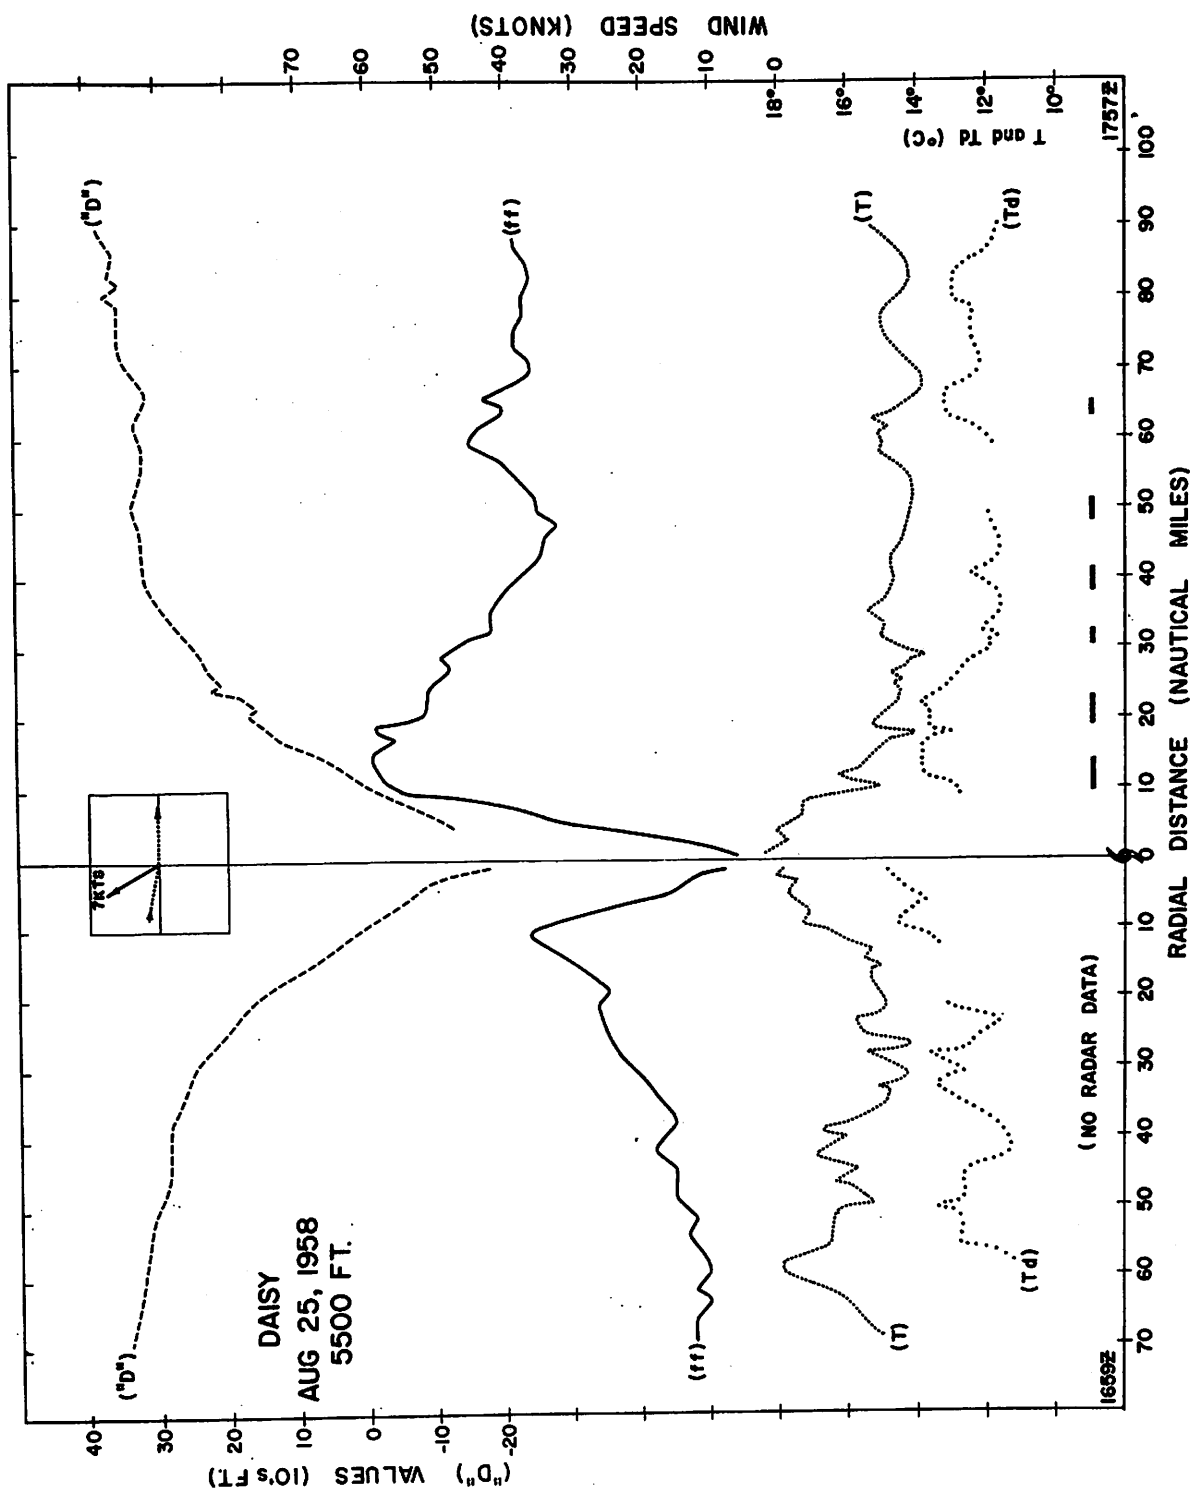 DAISY
AUG 25, 1958
5500 FT.
7KTS
("D")
("D")
(ff)
(ff)
(T)
(T)
(Td)
(Td)
(NO RADAR DATA)
("D") VALUES (10's FT.)
40
30
20
10
0
-10
-20
WIND SPEED (KNOTS)
70
60
50
40
30
20
10
0
T and Td (°C)
18°
16°
14°
12°
10°
1659Z
1757Z
70 60 50 40 30 20 10 0 10 20 30 40 50 60 70 80 90 100
RADIAL DISTANCE (NAUTICAL MILES)